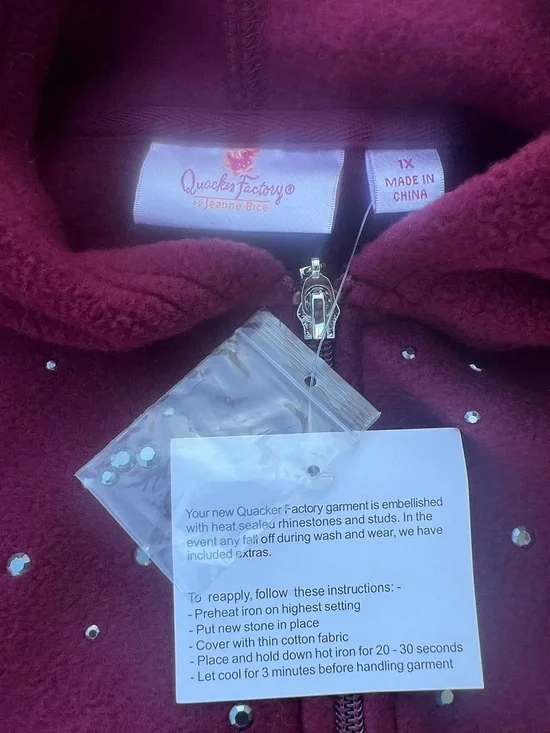 Quacker Factory®
by Jeanne Bice
1X
MADE IN
CHINA
Your new Quacker Factory garment is embellished
with heat sealed rhinestones and studs. In the
event any fall off during wash and wear, we have
included extras.
To reapply, follow these instructions: -
- Preheat iron on highest setting
- Put new stone in place
- Cover with thin cotton fabric
- Place and hold down hot iron for 20 - 30 seconds
- Let cool for 3 minutes before handling garment